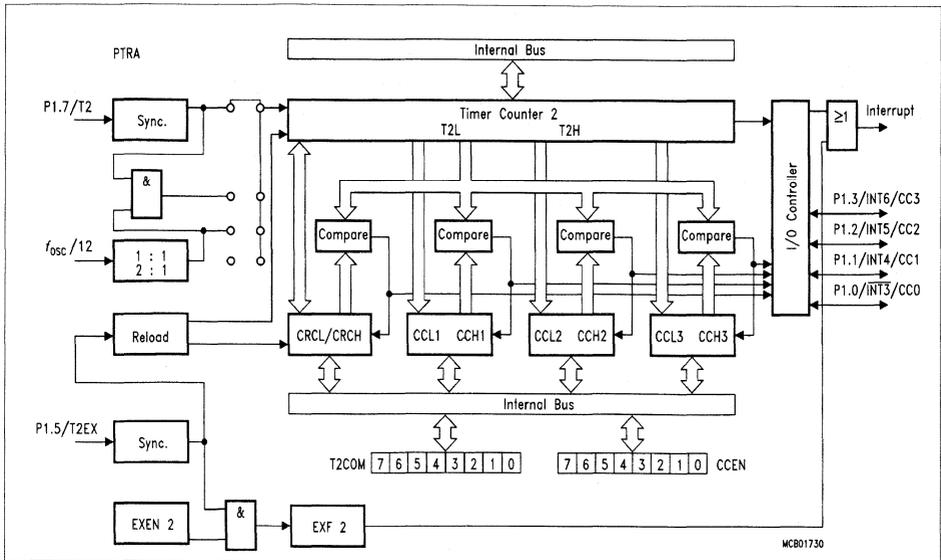 PTRA
Internal Bus
P1.7/T2
Sync.
Timer Counter 2
T2L T2H
≥1
Interrupt
&
fOSC/12
1 : 1
2 : 1
Compare
Compare
Compare
Compare
I/O Controller
P1.3/INT6/CC3
P1.2/INT5/CC2
P1.1/INT4/CC1
P1.0/INT3/CC0
Reload
CRCL/CRCH
CCL1 CCH1
CCL2 CCH2
CCL3 CCH3
Internal Bus
P1.5/T2EX
Sync.
T2COM 7 6 5 4 3 2 1 0
7 6 5 4 3 2 1 0 CCEN
EXEN 2
&
EXF 2
MCB01730